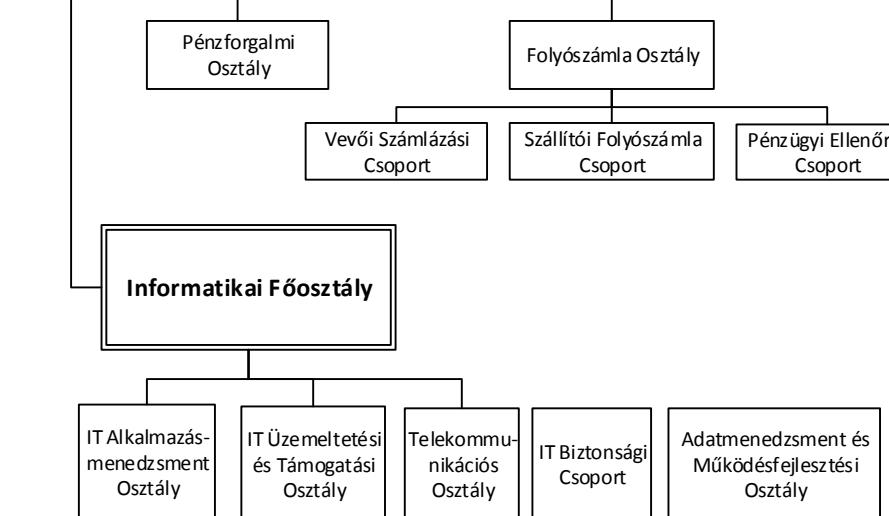 Pénzforgalmi
Osztály
Folyószámla Osztály
Vevői Számlázási
Csoport
Szállítói Folyószámla
Csoport
Pénzügyi Ellenőr
Csoport
Informatikai Főosztály
IT Alkalmazás-
menedzsment
Osztály
IT Üzemeltetési
és Támogatási
Osztály
Telekommu-
nikációs
Osztály
IT Biztonsági
Csoport
Adatmenedzsment és
Működésfejlesztési
Osztály